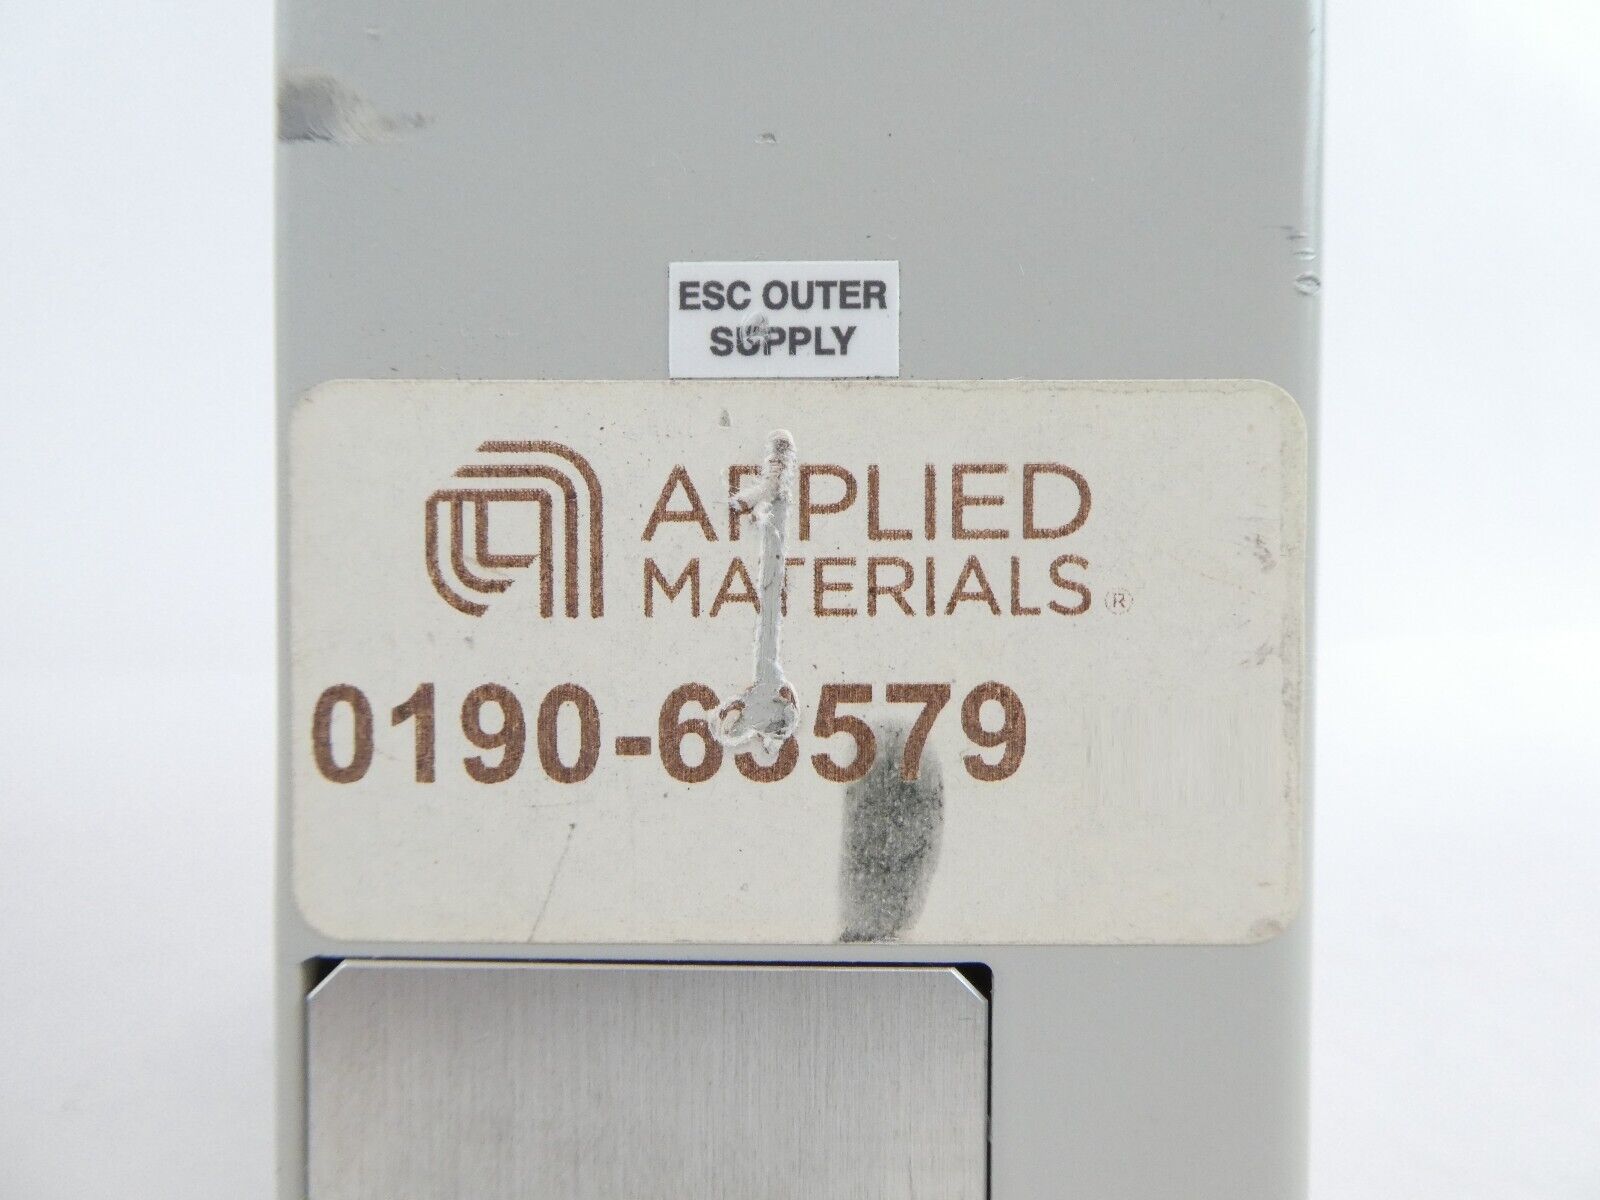 ESC OUTER
SUPPLY
APPLIED
MATERIALS®